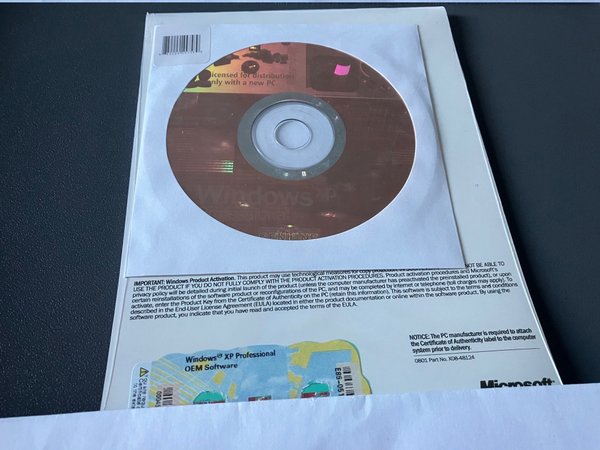 licensed for distribution
only with a new PC.
Windows xp
IMPORTANT: Windows Product Activation. This product may use technological measures for copy
NOT BE ABLE TO
USE THE PRODUCT IF YOU DO NOT FULLY COMPLY WITH THE PRODUCT ACTIVATION PROCEDURES. Product activation procedures and Microsoft's
privacy policy will be detailed during initial launch of the product (unless the computer manufacturer has preactivated the preinstalled product), or upon
certain reinstallations of the software product or reconfigurations of the PC, and may be completed by Internet or telephone (toll charges may apply). To
activate, enter the Product Key from the Certificate of Authenticity on the PC (retain this information). This software is subject to the terms and conditions
described in the End-User License Agreement (EULA) located in either the product documentation or online within the software product. By using the
software product, you indicate that you have read and accepted the terms of the EULA.
NOTICE: The PC manufacturer is required to attach
the Certificate of Authenticity label to the computer
system prior to delivery.
0801 Part No. X08-48124
Microsoft
Windows® XP Professional
OEM Software